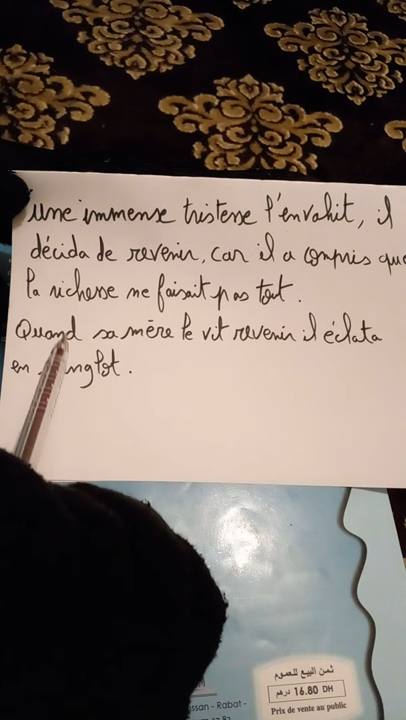 une immense tristesse l'envahit, il
décida de revenir, car il a compris que
la richesse ne faisait pas tout.
Quand sa mère le vit revenir il éclata
en
ثمن البيع للعموم
16.80 DH درهم
Prix de vente au public
ssan - Rabat -